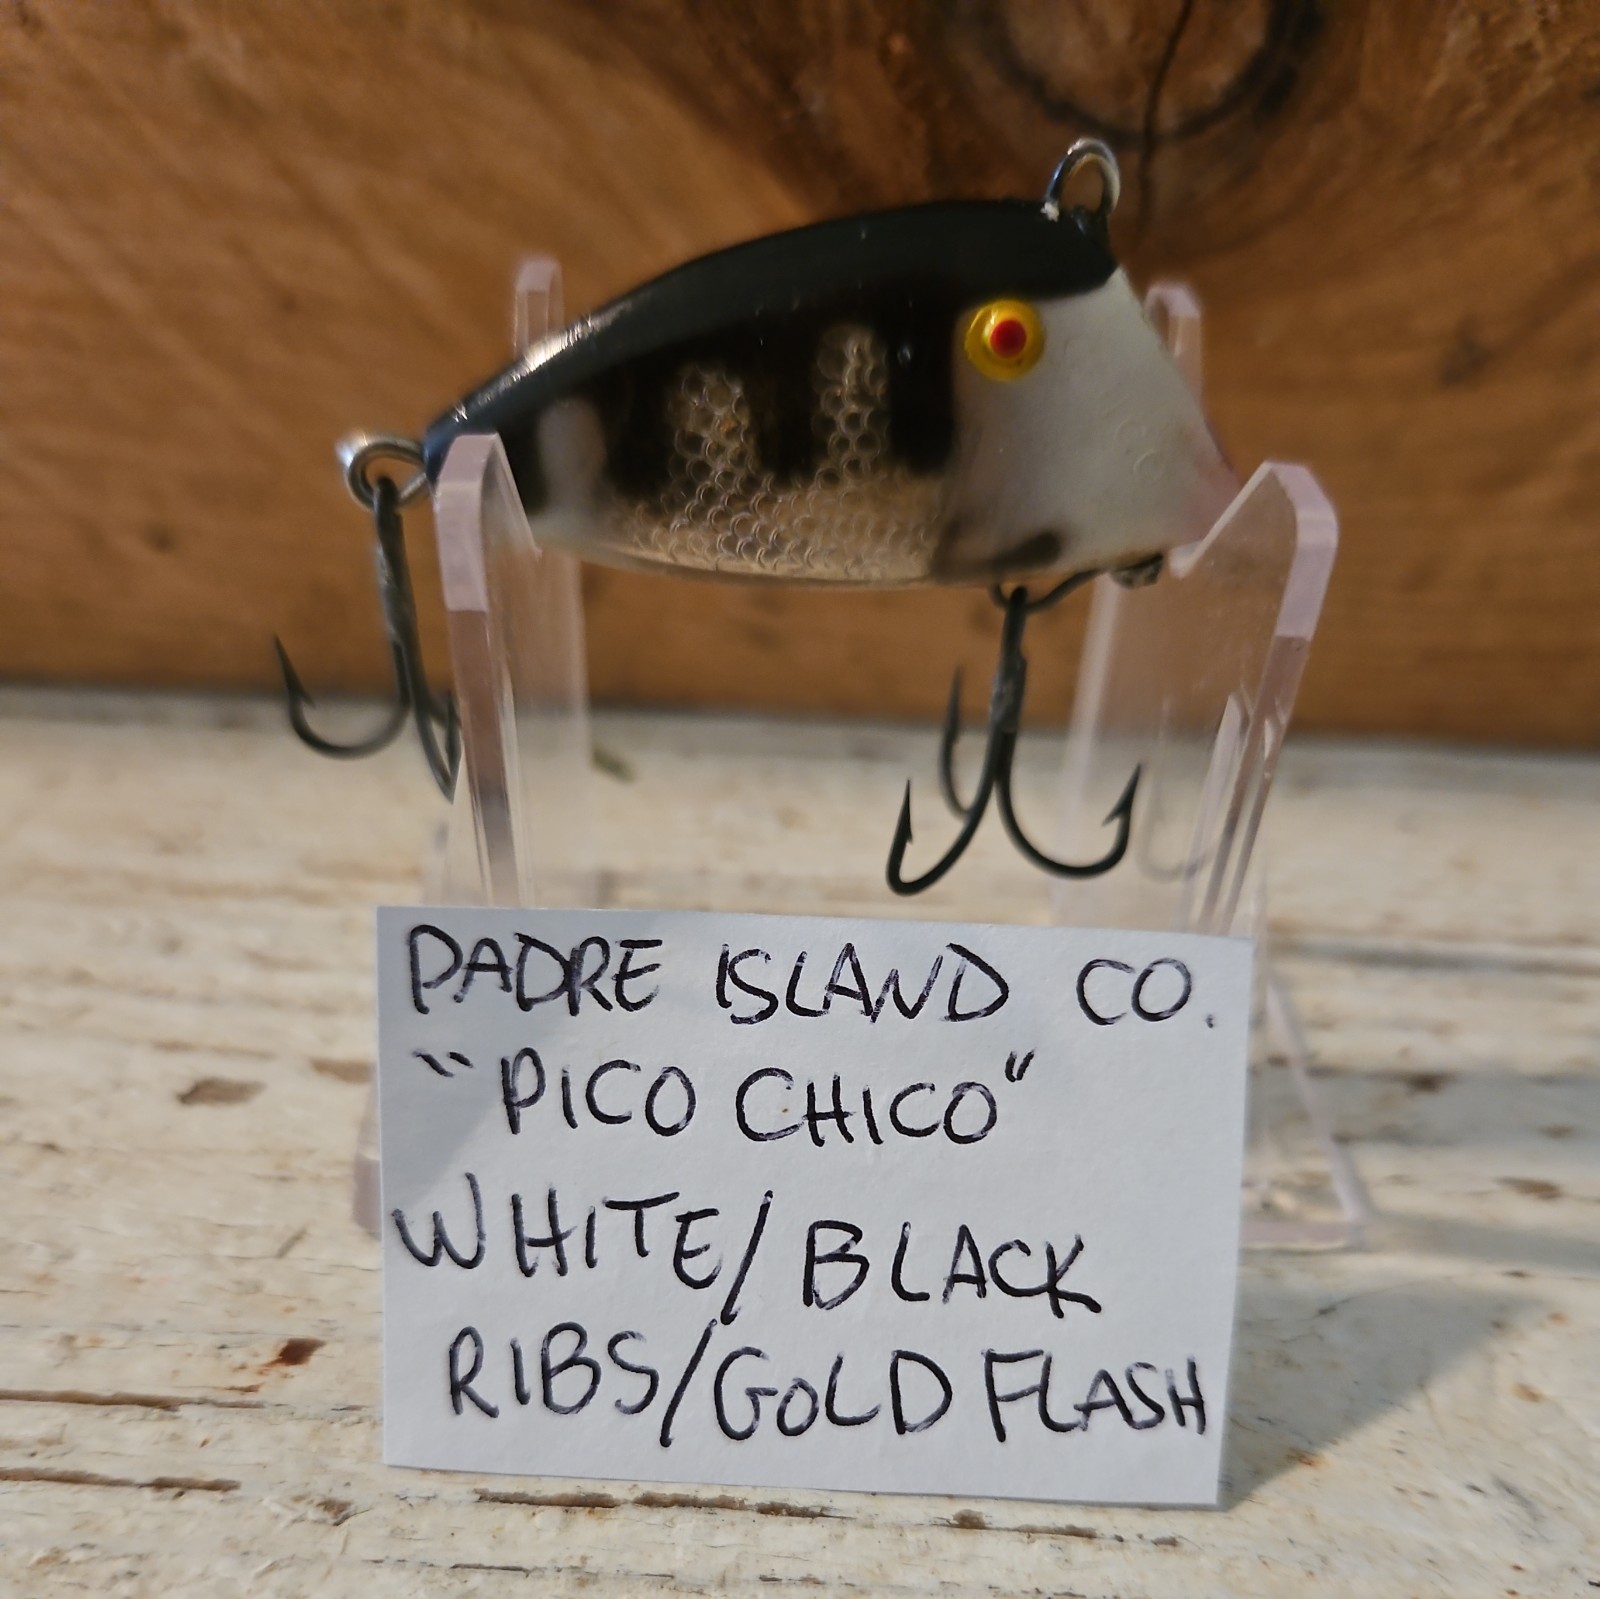 PADRE ISLAND CO.
"PICO CHICO"
WHITE/BLACK
RIBS/GOLD FLASH